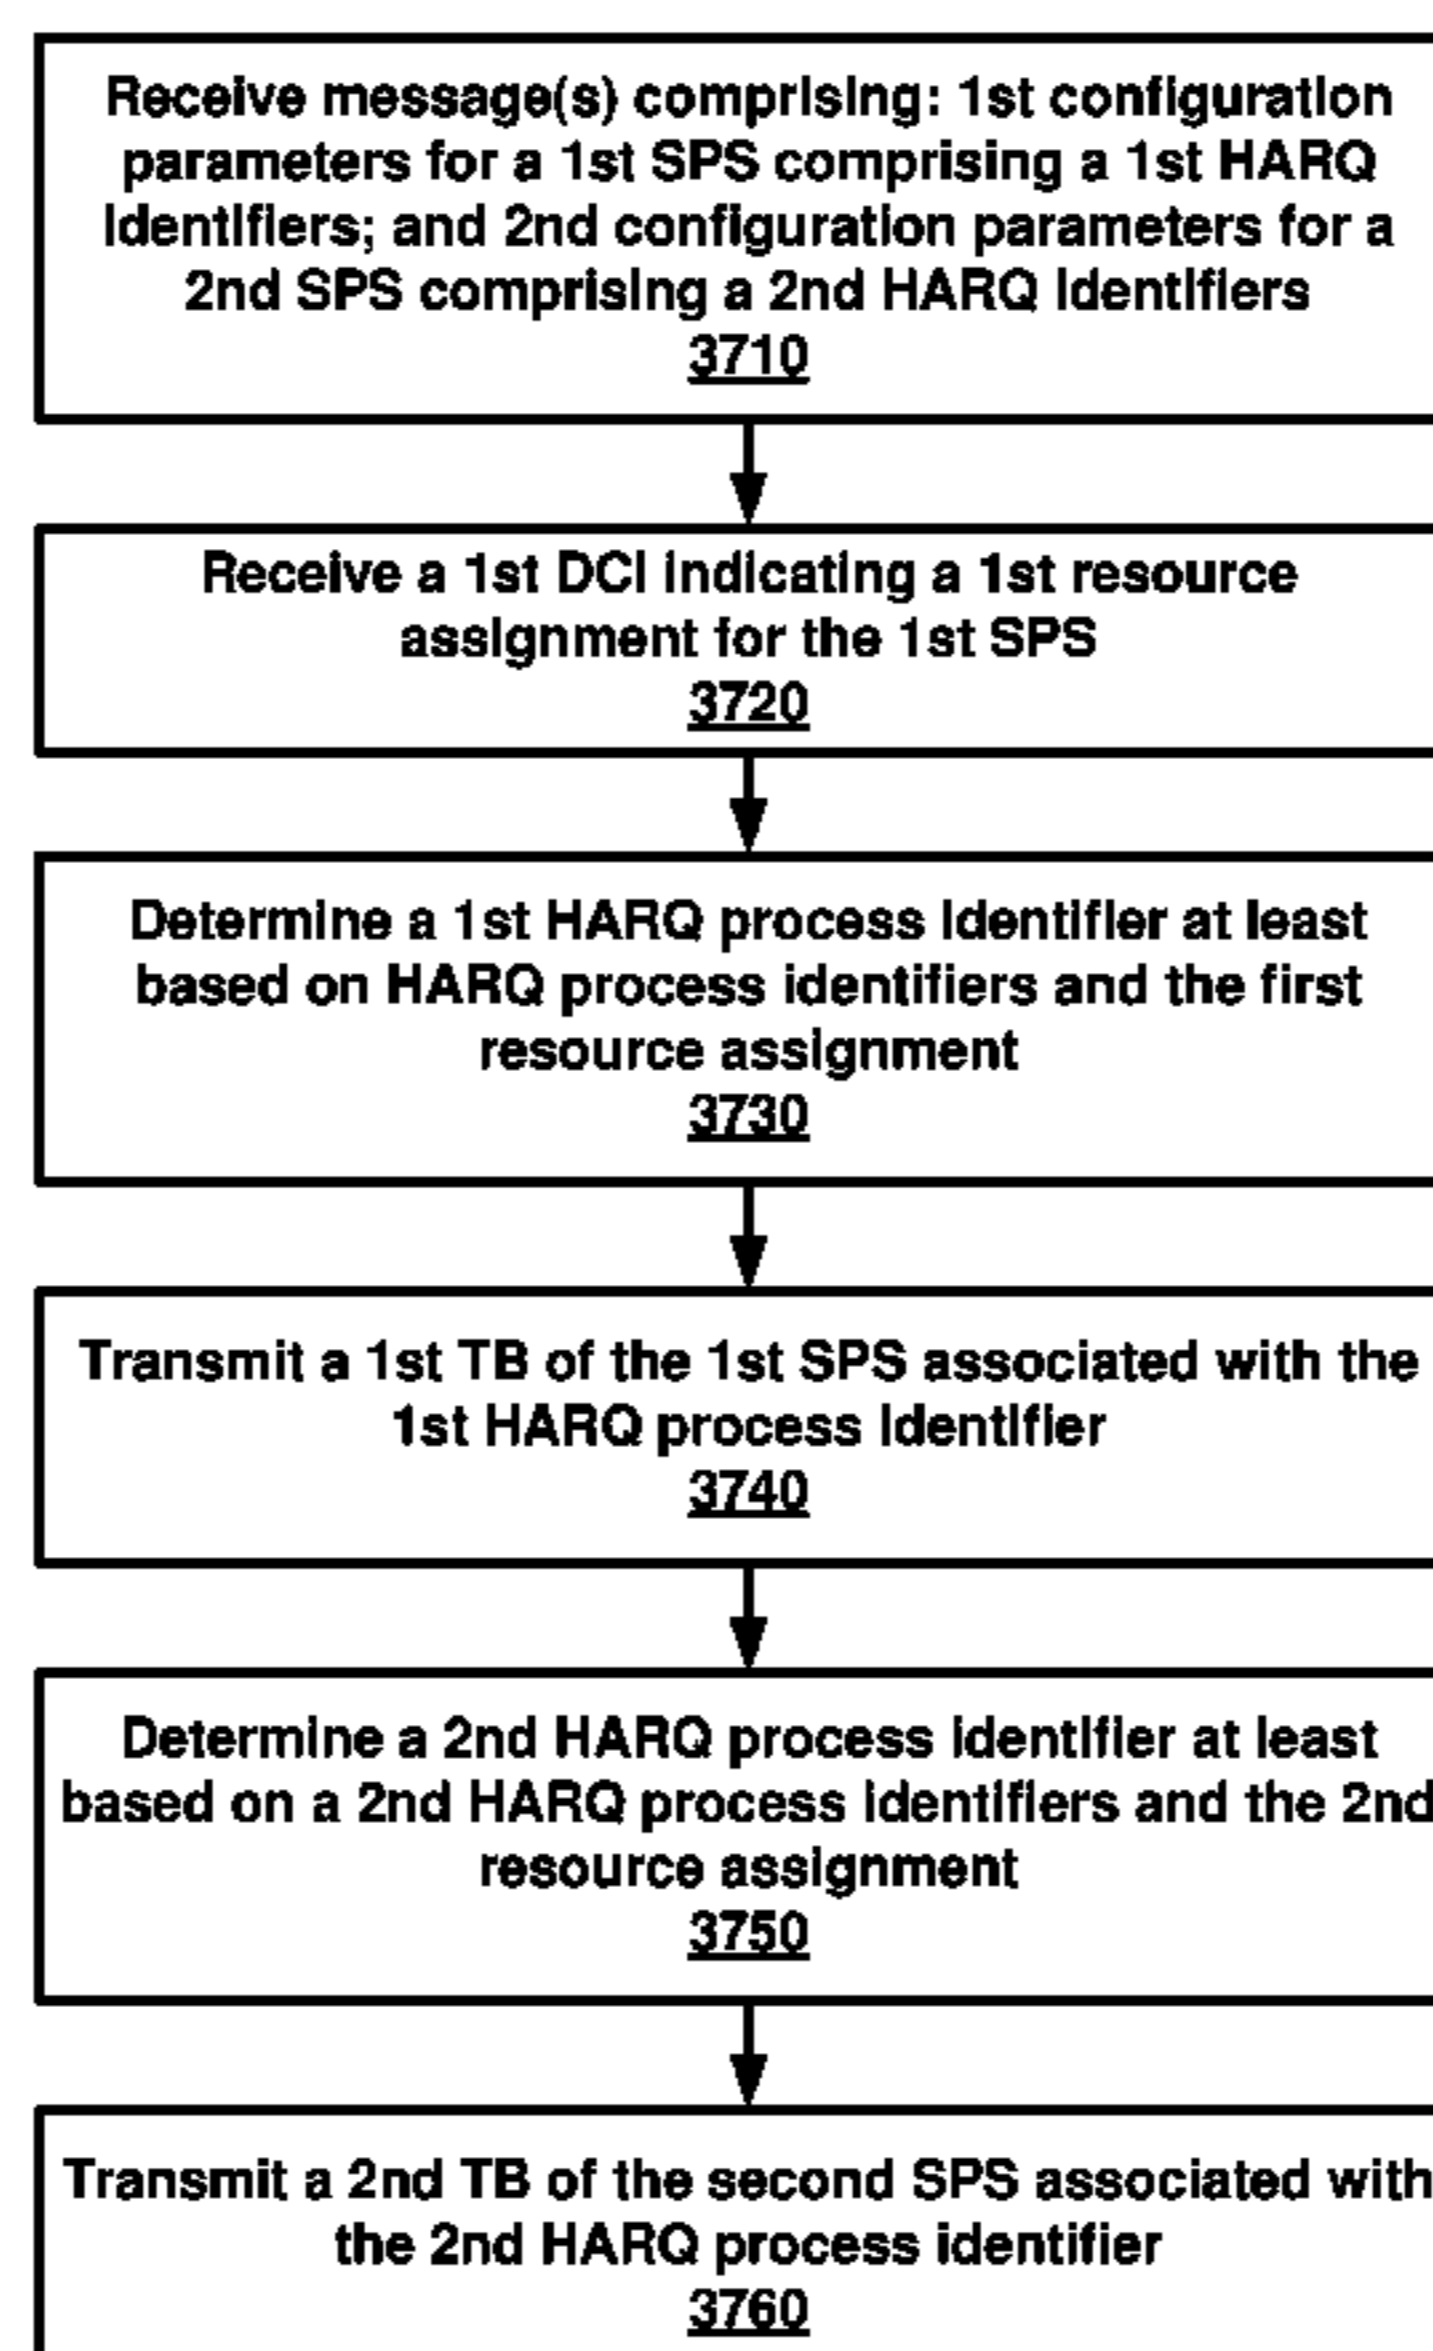 Receive message(s) comprising: 1st configuration
parameters for a 1st SPS comprising a 1st HARQ
identifiers; and 2nd configuration parameters for a
2nd SPS comprising a 2nd HARQ identifiers
3710
Receive a 1st DCI indicating a 1st resource
assignment for the 1st SPS
3720
Determine a 1st HARQ process identifier at least
based on HARQ process identifiers and the first
resource assignment
3730
Transmit a 1st TB of the 1st SPS associated with the
1st HARQ process identifier
3740
Determine a 2nd HARQ process identifier at least
based on a 2nd HARQ process identifiers and the 2nd
resource assignment
3750
Transmit a 2nd TB of the second SPS associated with
the 2nd HARQ process identifier
3760